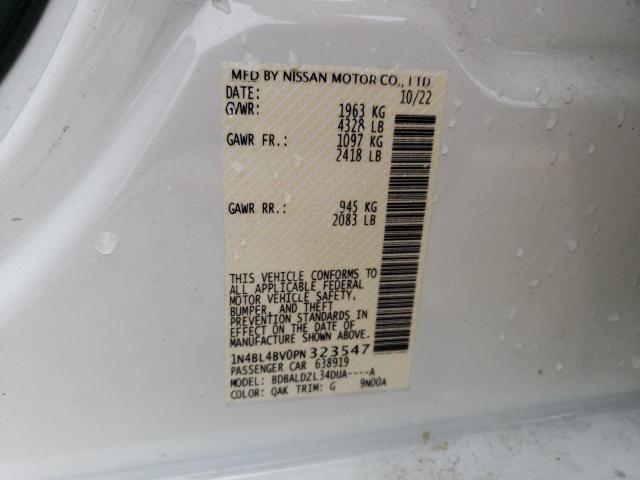 MFD BY NISSAN MOTOR CO., LTD
DATE: 10/22
GVWR: 1963 KG
4328 LB
GAWR FR.: 1097 KG
2418 LB
GAWR RR.: 945 KG
2083 LB
THIS VEHICLE CONFORMS TO
ALL APPLICABLE FEDERAL
MOTOR VEHICLE SAFETY,
BUMPER, AND THEFT
PREVENTION STANDARDS IN
EFFECT ON THE DATE OF
MANUFACTURE SHOWN ABOVE.
1N4BL4BV0PN323547
PASSENGER CAR 638919
MODEL: BDBALDZL34DUA----A
COLOR: QAK TRIM: G 9N00A